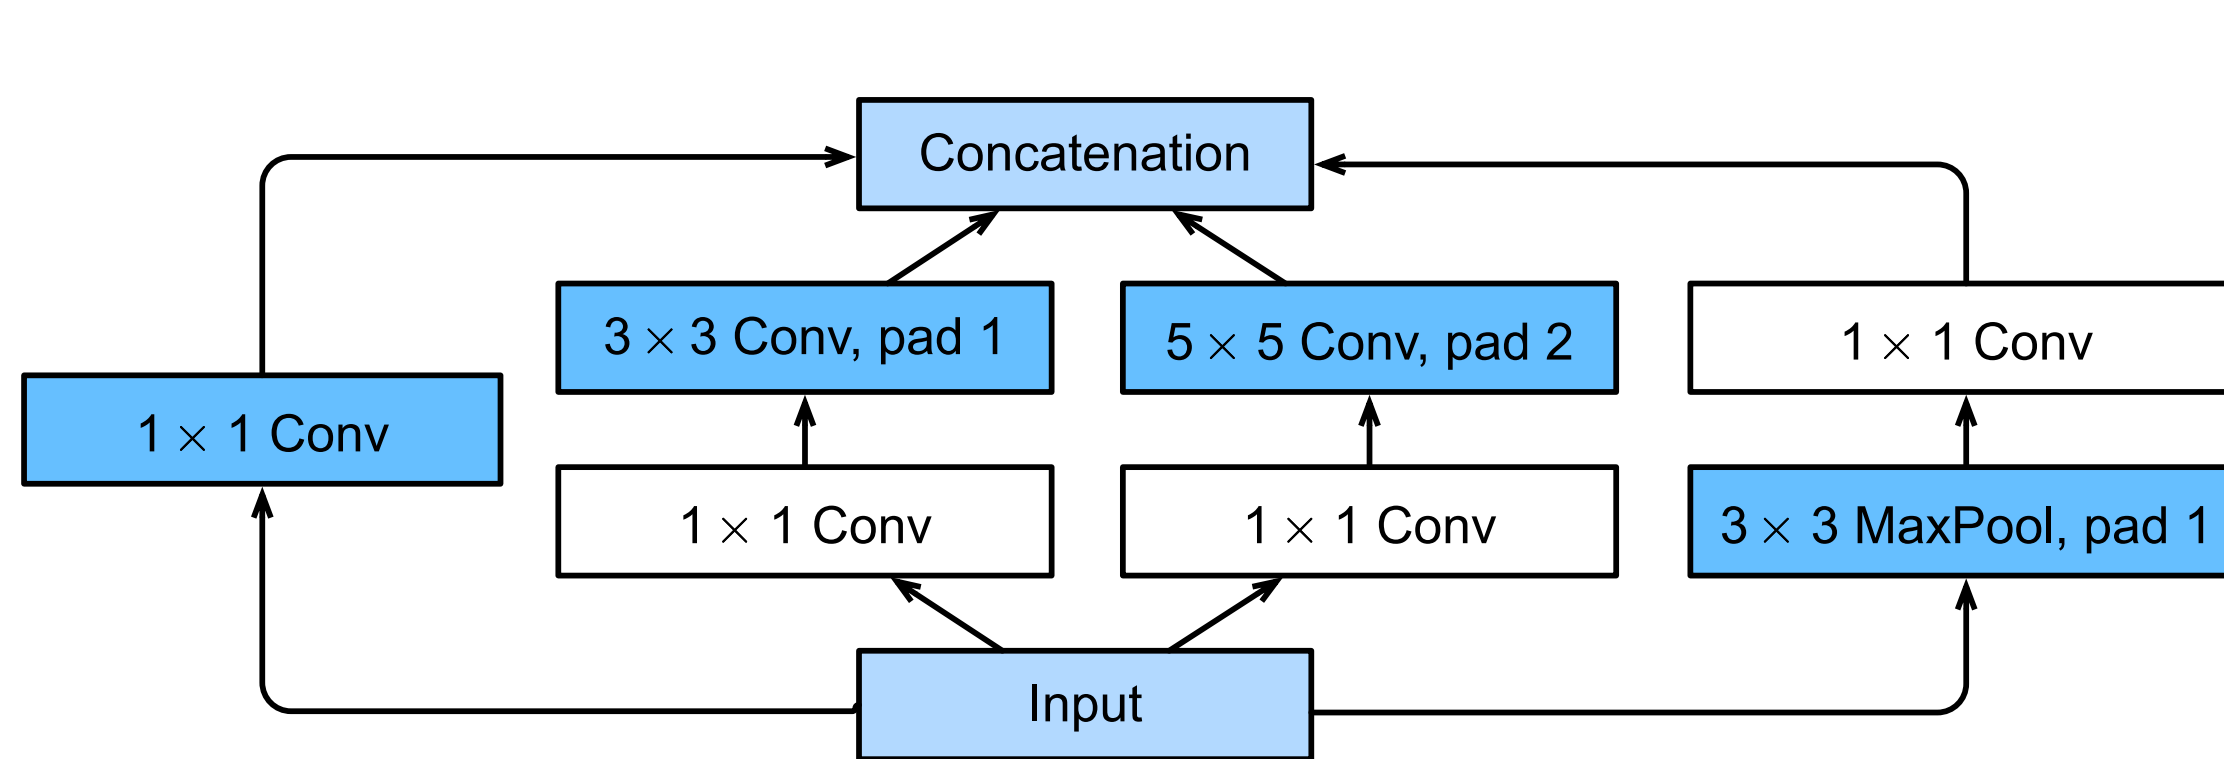 Concatenation
3 × 3 Conv, pad 1
5 × 5 Conv, pad 2
1 × 1 Conv
1 × 1 Conv
1 × 1 Conv
1 × 1 Conv
3 × 3 MaxPool, pad 1
Input